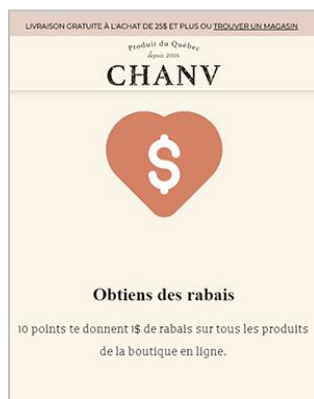 LIVRAISON GRATUITE À L'ACHAT DE 25$ ET PLUS OU TROUVER UN MAGASIN
Produit du Québec
depuis 2004
CHANV
$
Obtiens des rabais
10 points te donnent 1$ de rabais sur tous les produits
de la boutique en ligne.